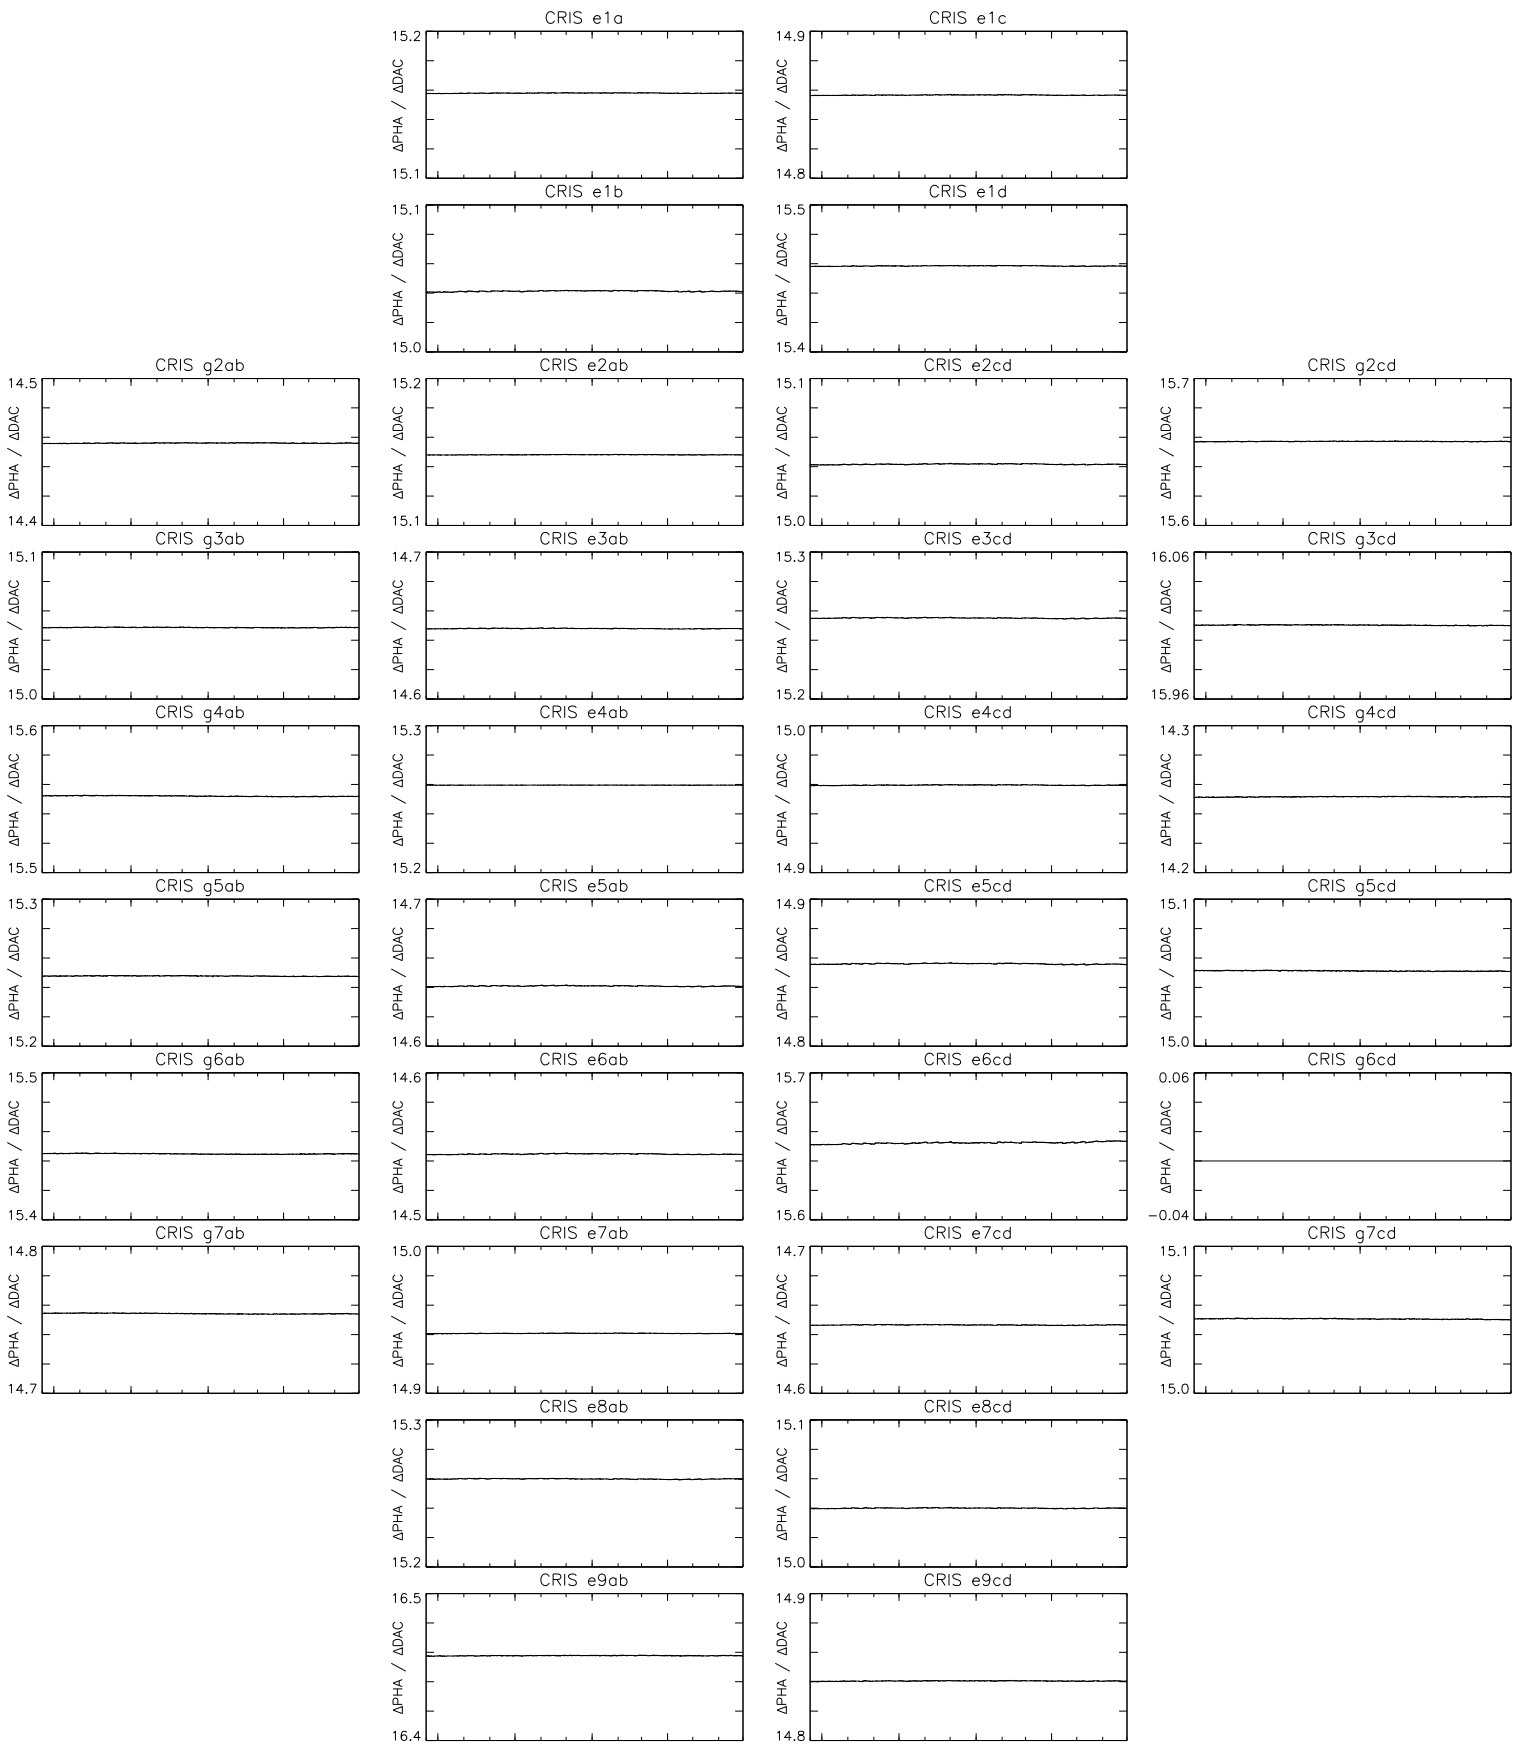 CRIS e1a
15.2
ΔPHA / ΔDAC
15.1
CRIS e1c
14.9
ΔPHA / ΔDAC
14.8
CRIS e1b
15.1
ΔPHA / ΔDAC
15.0
CRIS e1d
15.5
ΔPHA / ΔDAC
15.4
CRIS g2ab
14.5
ΔPHA / ΔDAC
14.4
CRIS e2ab
15.2
ΔPHA / ΔDAC
15.1
CRIS e2cd
15.1
ΔPHA / ΔDAC
15.0
CRIS g2cd
15.7
ΔPHA / ΔDAC
15.6
CRIS g3ab
15.1
ΔPHA / ΔDAC
15.0
CRIS e3ab
14.7
ΔPHA / ΔDAC
14.6
CRIS e3cd
15.3
ΔPHA / ΔDAC
15.2
CRIS g3cd
16.06
ΔPHA / ΔDAC
15.96
CRIS g4ab
15.6
ΔPHA / ΔDAC
15.5
CRIS e4ab
15.3
ΔPHA / ΔDAC
15.2
CRIS e4cd
15.0
ΔPHA / ΔDAC
14.9
CRIS g4cd
14.3
ΔPHA / ΔDAC
14.2
CRIS g5ab
15.3
ΔPHA / ΔDAC
15.2
CRIS e5ab
14.7
ΔPHA / ΔDAC
14.6
CRIS e5cd
14.9
ΔPHA / ΔDAC
14.8
CRIS g5cd
15.1
ΔPHA / ΔDAC
15.0
CRIS g6ab
15.5
ΔPHA / ΔDAC
15.4
CRIS e6ab
14.6
ΔPHA / ΔDAC
14.5
CRIS e6cd
15.7
ΔPHA / ΔDAC
15.6
CRIS g6cd
0.06
ΔPHA / ΔDAC
−0.04
CRIS g7ab
14.8
ΔPHA / ΔDAC
14.7
CRIS e7ab
15.0
ΔPHA / ΔDAC
14.9
CRIS e7cd
14.7
ΔPHA / ΔDAC
14.6
CRIS g7cd
15.1
ΔPHA / ΔDAC
15.0
CRIS e8ab
15.3
ΔPHA / ΔDAC
15.2
CRIS e8cd
15.1
ΔPHA / ΔDAC
15.0
CRIS e9ab
16.5
ΔPHA / ΔDAC
16.4
CRIS e9cd
14.9
ΔPHA / ΔDAC
14.8